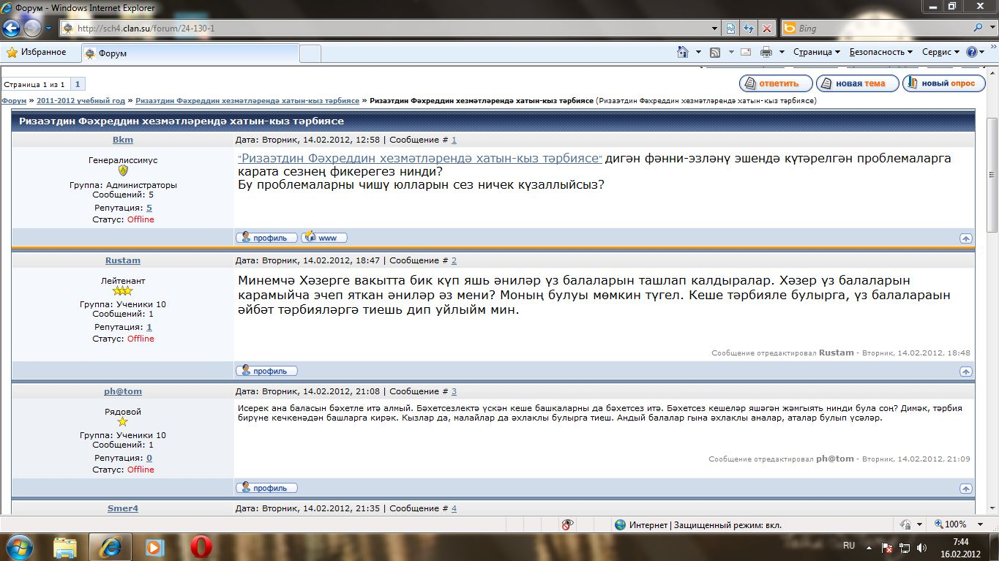 Форум - Windows Internet Explorer
http://sch4.clan.su/forum/24-130-1
Bing
Избранное
Форум
Страница
Безопасность
Сервис
Страница 1 из 1
1
ответить
новая тема
новый опрос
Форум » 2011-2012 учебный год » Ризаэтдин Фәхреддин хезмәтләрендә хатын-кыз тәрбиясе » Ризаэтдин Фәхреддин хезмәтләрендә хатын-кыз тәрбиясе (Ризаэтдин Фәхреддин хезмәтләрендә хатын-кыз тәрбиясе)
Ризаэтдин Фәхреддин хезмәтләрендә хатын-кыз тәрбиясе
Bkm
Дата: Вторник, 14.02.2012, 12:58 | Сообщение # 1
Генералиссимус
Группа: Администраторы
Сообщений: 5
Репутация: 5
Статус: Offline
"Ризаэтдин Фәхреддин хезмәтләрендә хатын-кыз тәрбиясе" дигән фәнни-эзләнү эшендә күтәрелгән проблемаларга
карата сезнең фикерегез нинди?
Бу проблемаларны чишү юлларын сез ничек күзаллыйсыз?
профиль
www
Rustam
Дата: Вторник, 14.02.2012, 18:47 | Сообщение # 2
Лейтенант
Группа: Ученики 10
Сообщений: 1
Репутация: 1
Статус: Offline
Минемчә Хәзерге вакытта бик күп яшь әниләр үз балаларын ташлап калдыралар. Хәзер үз балаларын
карамыйча эчеп яткан әниләр әз мени? Моның булуы мөмкин түгел. Кеше тәрбияле булырга, үз балалараын
әйбәт тәрбияләргә тиешь дип уйлыйм мин.
Сообщение отредактировал Rustam - Вторник, 14.02.2012, 18:48
профиль
ph@tom
Дата: Вторник, 14.02.2012, 21:08 | Сообщение # 3
Рядовой
Группа: Ученики 10
Сообщений: 1
Репутация: 0
Статус: Offline
Исерек ана баласын бәхетле итә алмый. Бәхетсезлектә үскән кеше башкаларны да бәхетсез итә. Бәхетсез кешеләр яшәгән җәмгыять нинди була соң? Димәк, тәрбия
бирүне кечкенәдән башларга кирәк. Кызлар да, малайлар да әхлаклы булырга тиеш. Андый балалар гына әхлаклы аналар, аталар булып үсәләр.
Сообщение отредактировал ph@tom - Вторник, 14.02.2012, 21:09
профиль
Smer4
Дата: Вторник, 14.02.2012, 21:35 | Сообщение # 4
Интернет | Защищенный режим: вкл.
100%
RU
7:44
16.02.2012